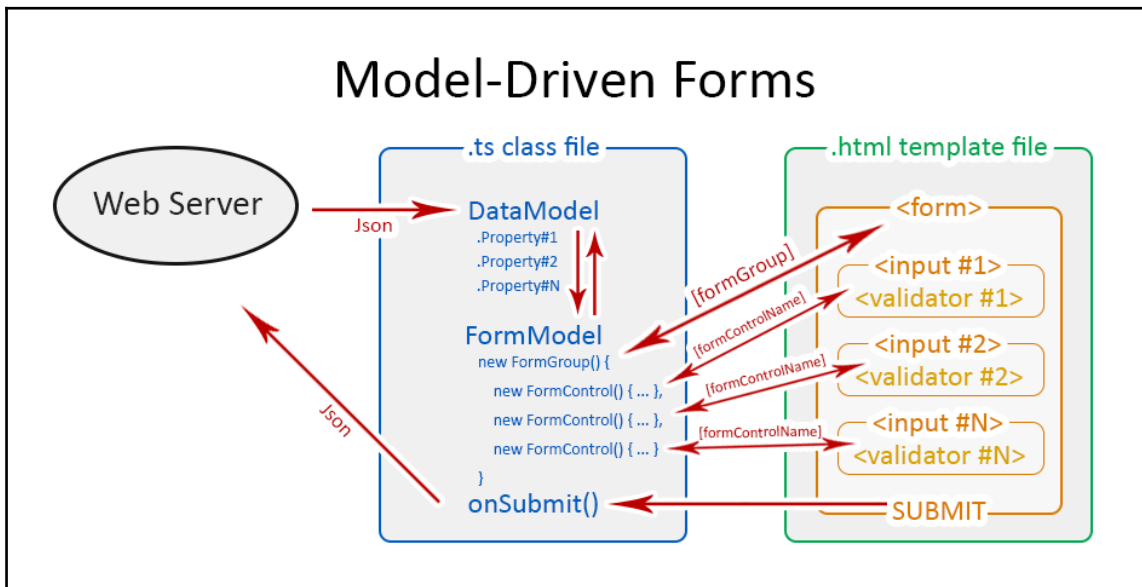 Model-Driven Forms
Web Server
Json
Json
.ts class file
DataModel
.Property#1
.Property#2
.Property#N
FormModel
new FormGroup() {
new FormControl() { ... },
new FormControl() { ... },
new FormControl() { ... }
}
onSubmit()
[formGroup]
[formControlName]
[formControlName]
[formControlName]
.html template file
<form>
<input #1>
<validator #1>
<input #2>
<validator #2>
<input #N>
<validator #N>
SUBMIT